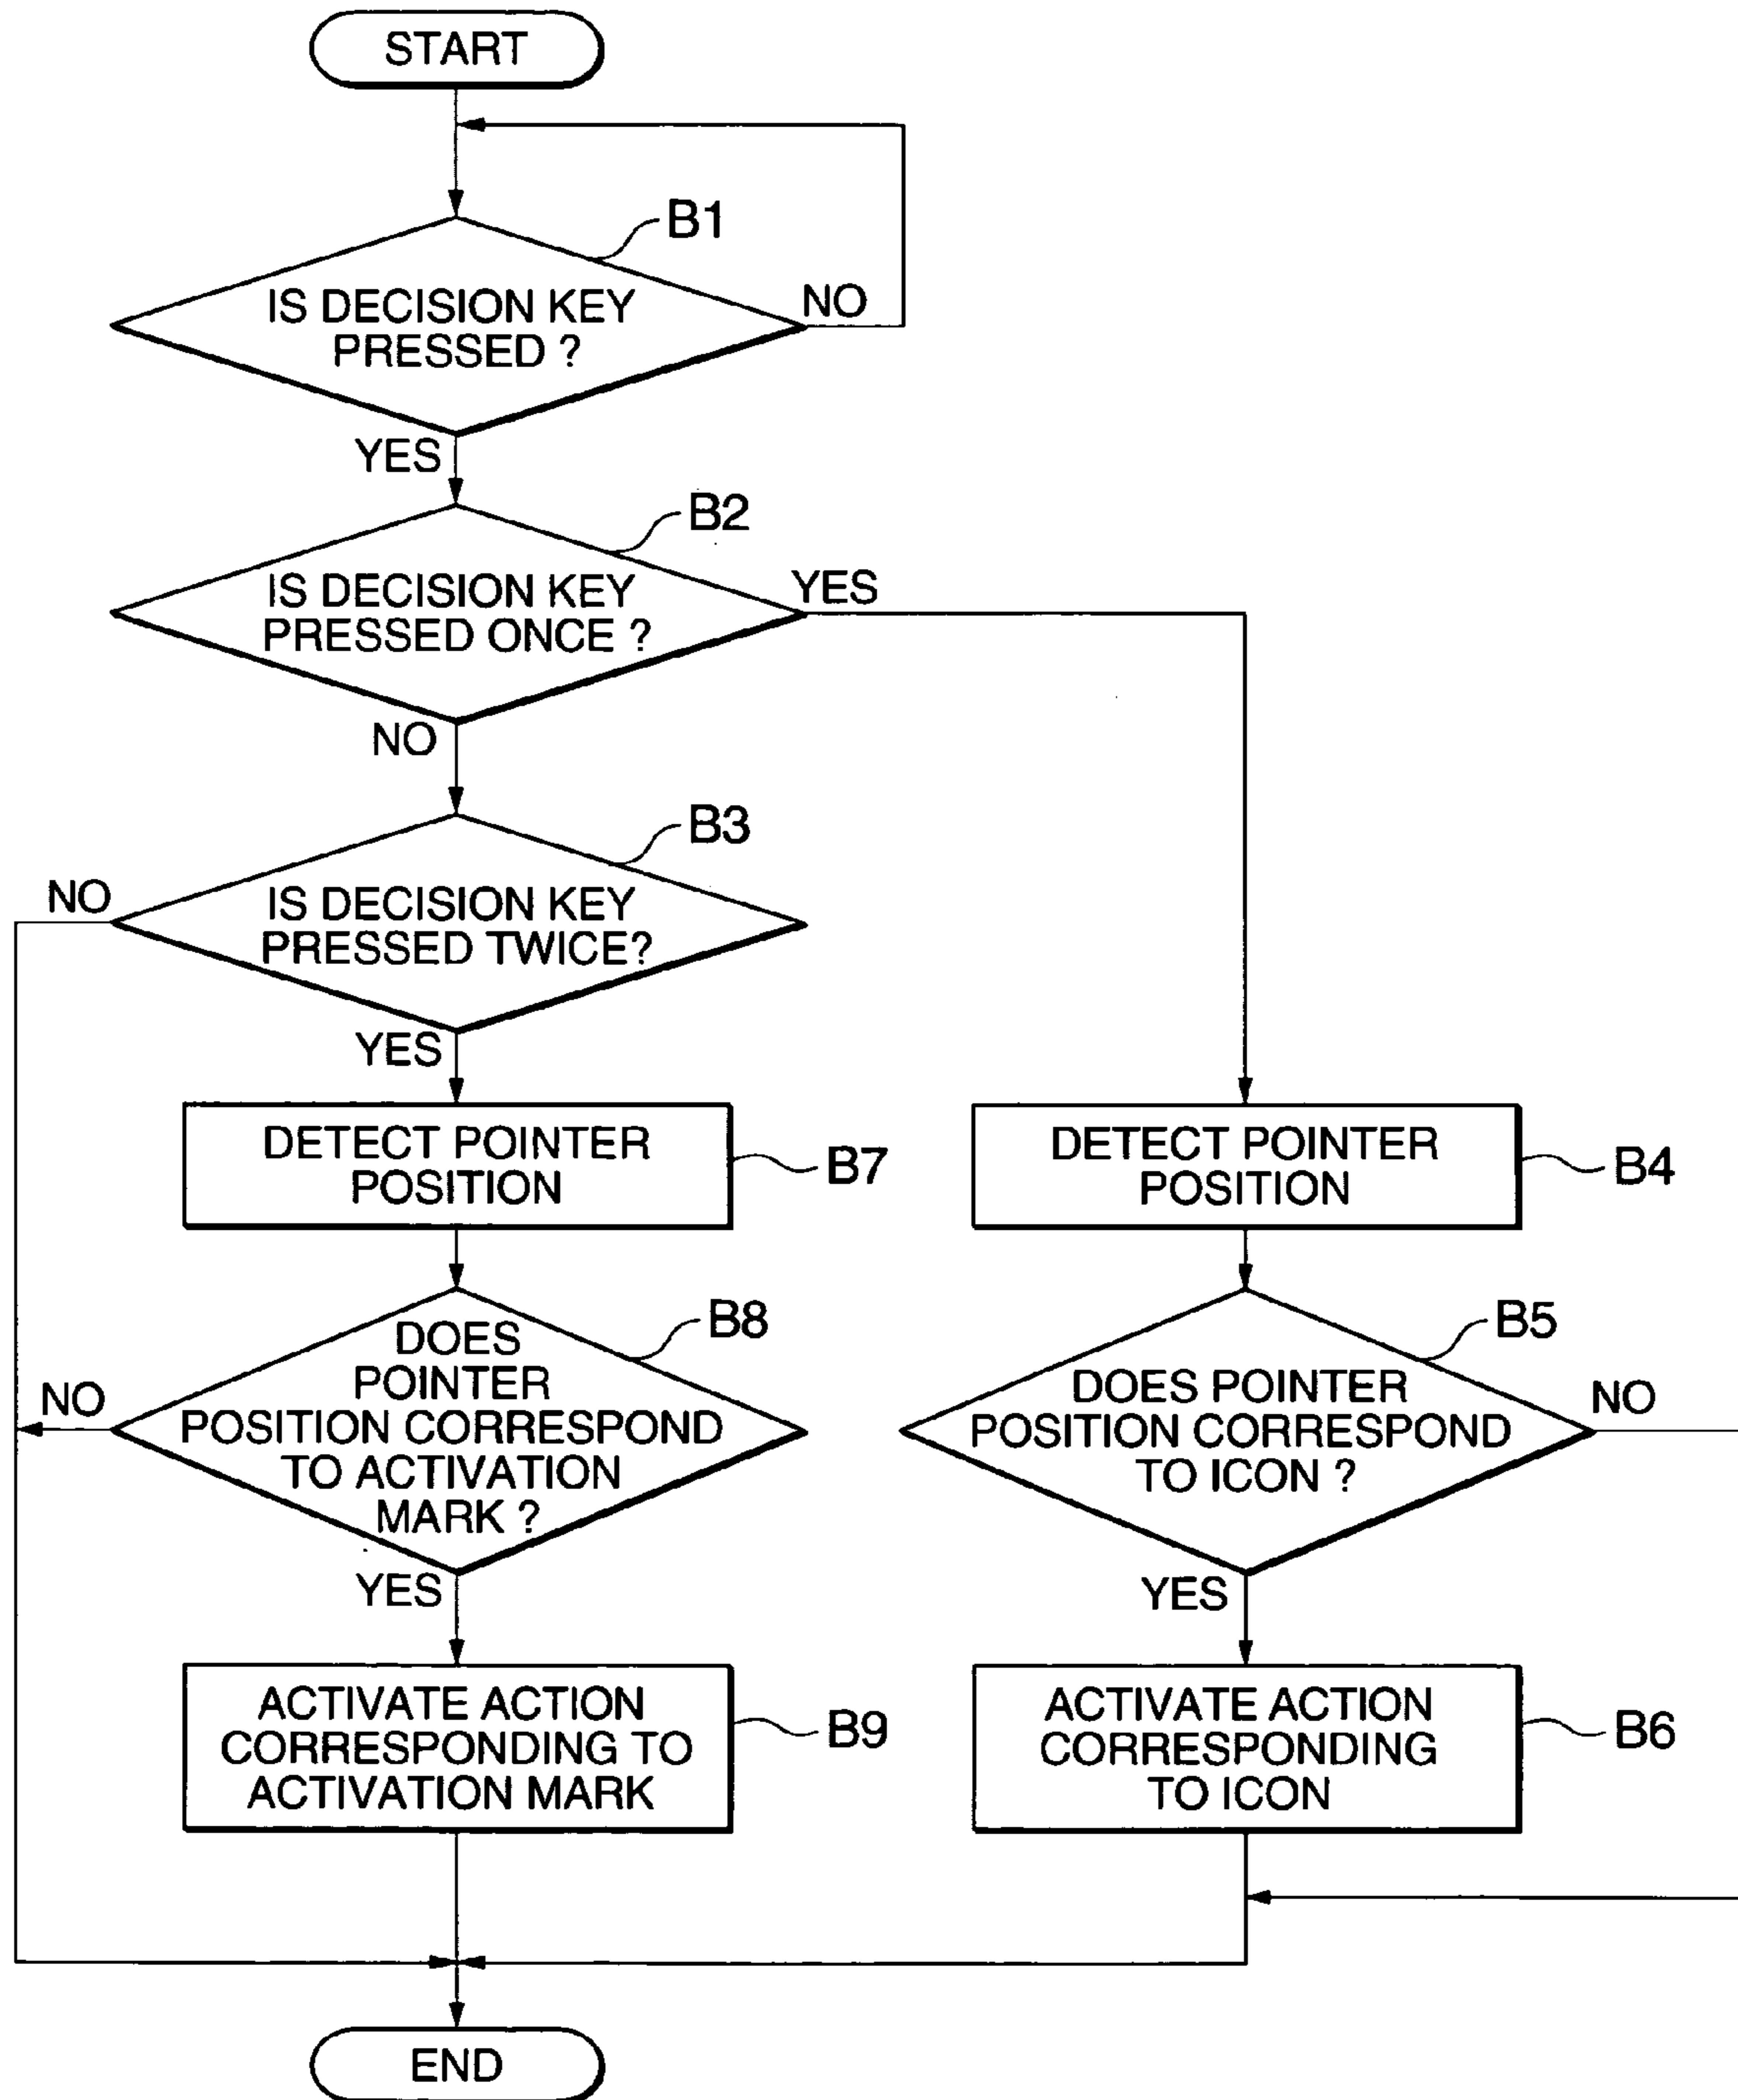 START
B1
IS DECISION KEY
PRESSED ?
NO
YES
B2
IS DECISION KEY
PRESSED ONCE ?
YES
NO
B3
IS DECISION KEY
PRESSED TWICE?
NO
YES
DETECT POINTER
POSITION
B7
DETECT POINTER
POSITION
B4
B8
DOES
POINTER
POSITION CORRESPOND
TO ACTIVATION
MARK ?
NO
YES
B5
DOES POINTER
POSITION CORRESPOND
TO ICON ?
NO
YES
ACTIVATE ACTION
CORRESPONDING TO
ACTIVATION MARK
B9
ACTIVATE ACTION
CORRESPONDING
TO ICON
B6
END